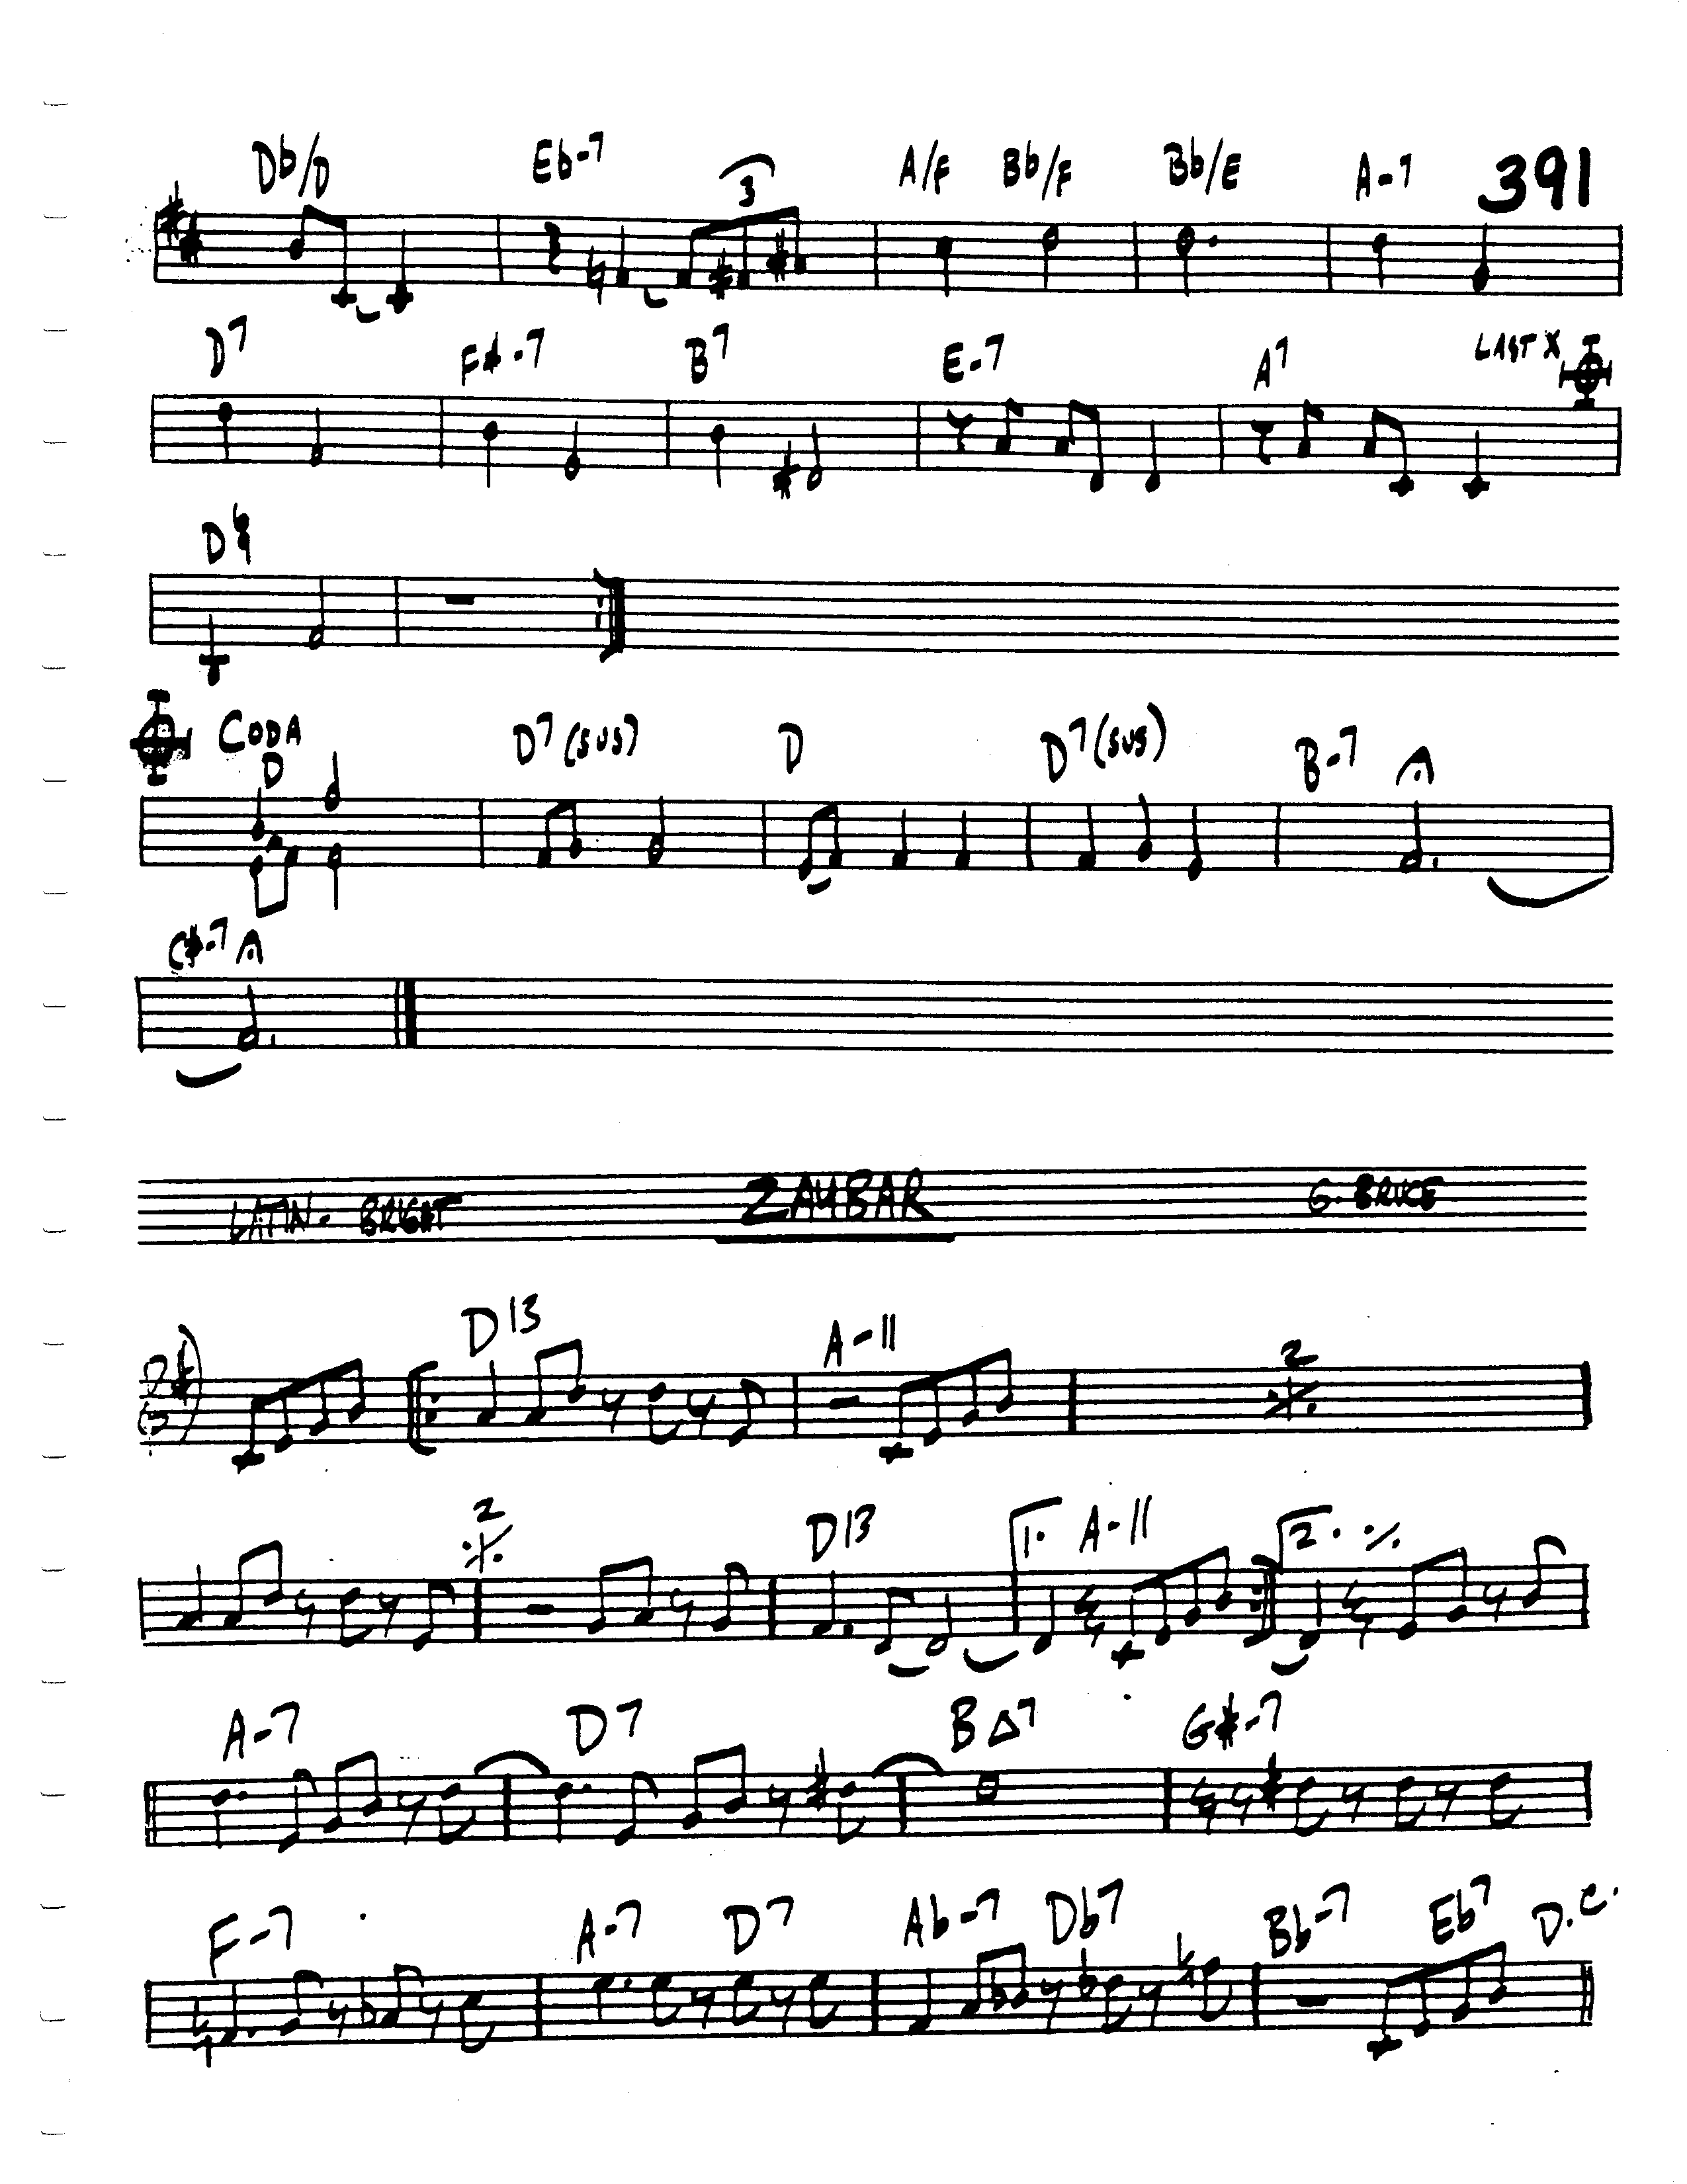 Db/D Eb-7 3 A/F Bb/F Bb/E A-7 391
D7 F#-7 B7 E-7 A7 LAST X
D6/9
CODA
D D7(SUS) D D7(SUS) B-7
C#-7
LATIN - BRIGHT ZAMBAR G. BRUCE
D13 A-11 2
2 D13 1. A-11 2.
A-7 D7 B△7 G#-7
F-7 A-7 D7 Ab-7 Db7 Bb-7 Eb7 D.C.